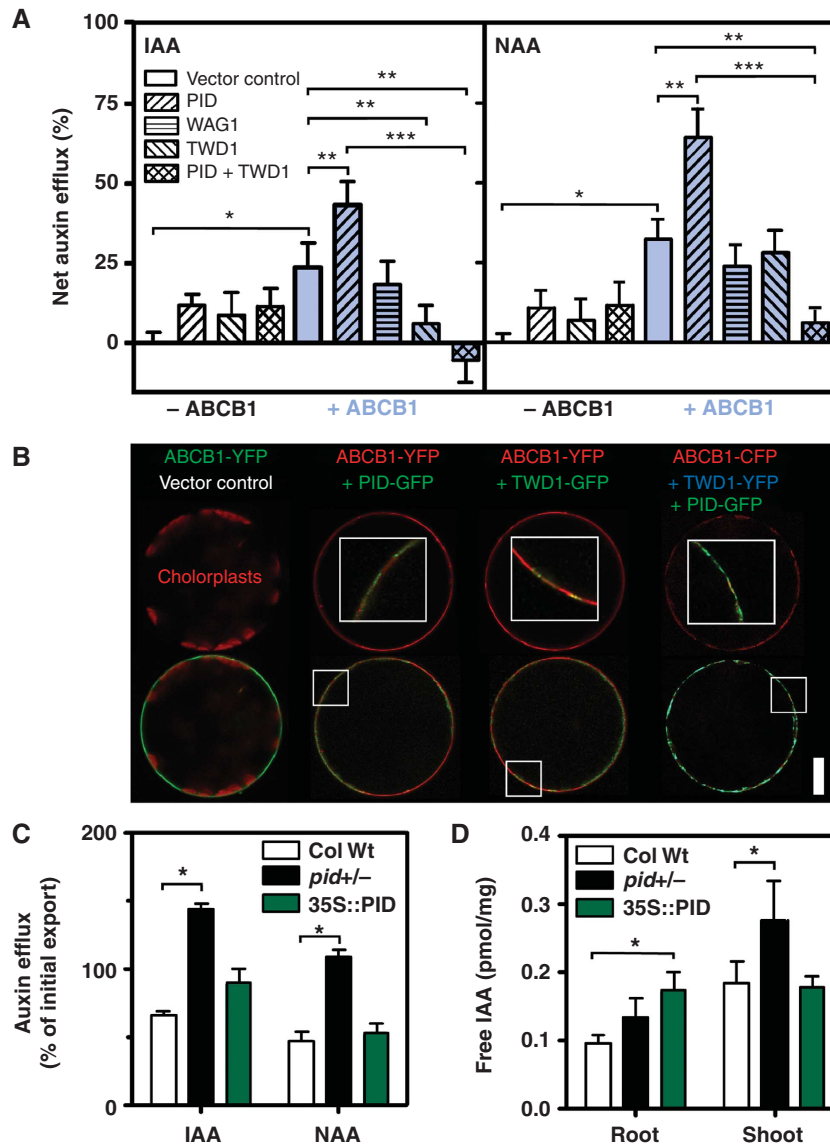 A
100
75
50
25
0
Net auxin efflux (%)
IAA
Vector control
PID
WAG1
TWD1
PID + TWD1
*
**
**
**
***
NAA
*
**
**
***
– ABCB1
+ ABCB1
– ABCB1
+ ABCB1
B
ABCB1-YFP
Vector control
ABCB1-YFP
+ PID-GFP
ABCB1-YFP
+ TWD1-GFP
ABCB1-CFP
+ TWD1-YFP
+ PID-GFP
Cholorplasts
C
200
100
0
Auxin efflux
(% of initial export)
Col Wt
pid+/–
35S::PID
*
*
IAA
NAA
D
0.4
0.3
0.2
0.1
0.0
Free IAA (pmol/mg)
Col Wt
pid+/–
35S::PID
*
*
Root
Shoot